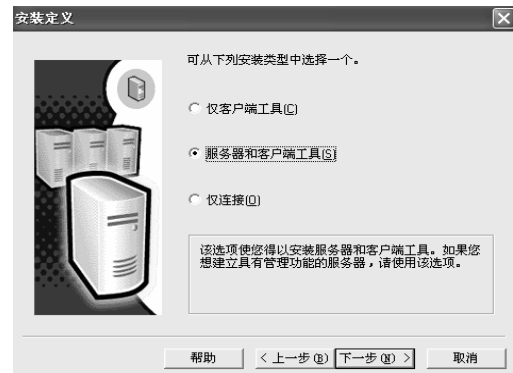 安装定义
可从下列安装类型中选择一个。
仅客户端工具(C)
服务器和客户端工具(S)
仅连接(O)
该选项使您得以安装服务器和客户端工具。如果您
想建立具有管理功能的服务器，请使用该选项。
帮助 < 上一步(B) 下一步(N) > 取消